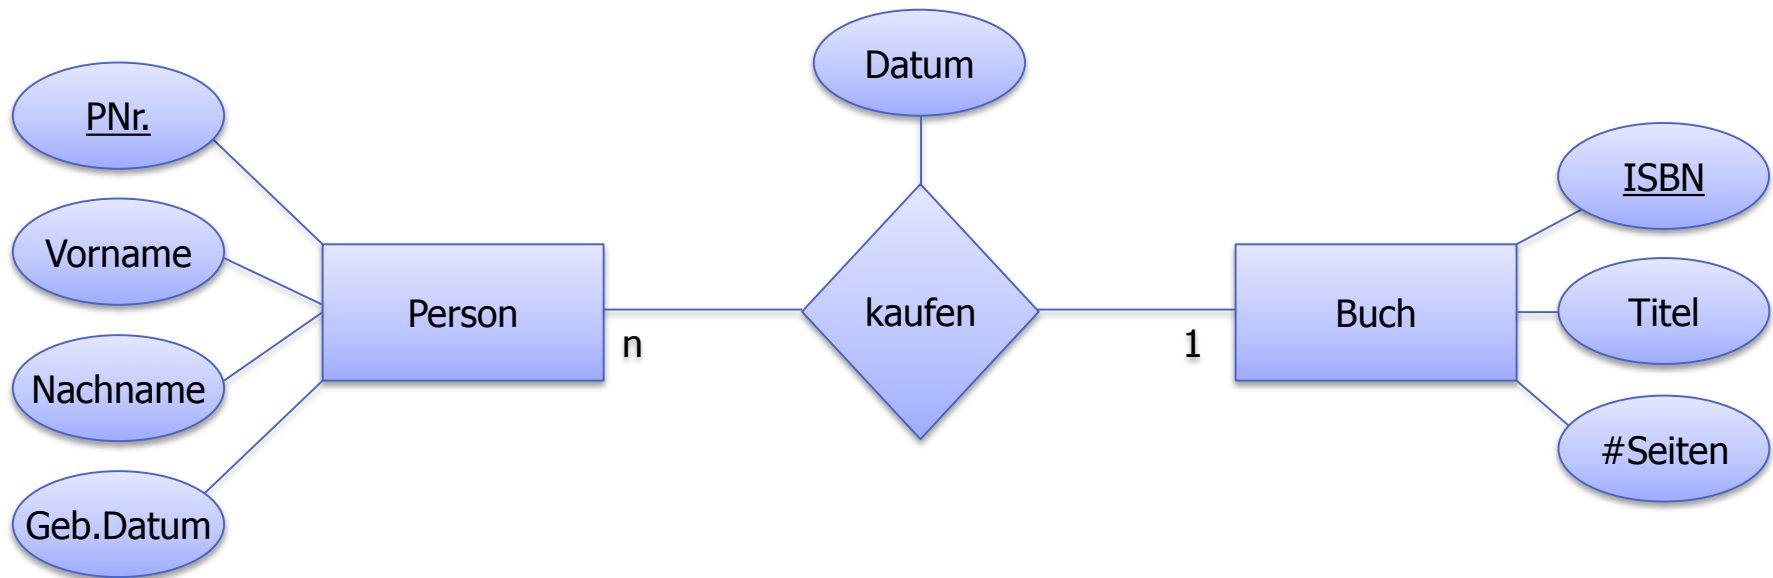 Datum
PNr.
ISBN
Vorname
Person
n
kaufen
1
Buch
Titel
Nachname
#Seiten
Geb.Datum